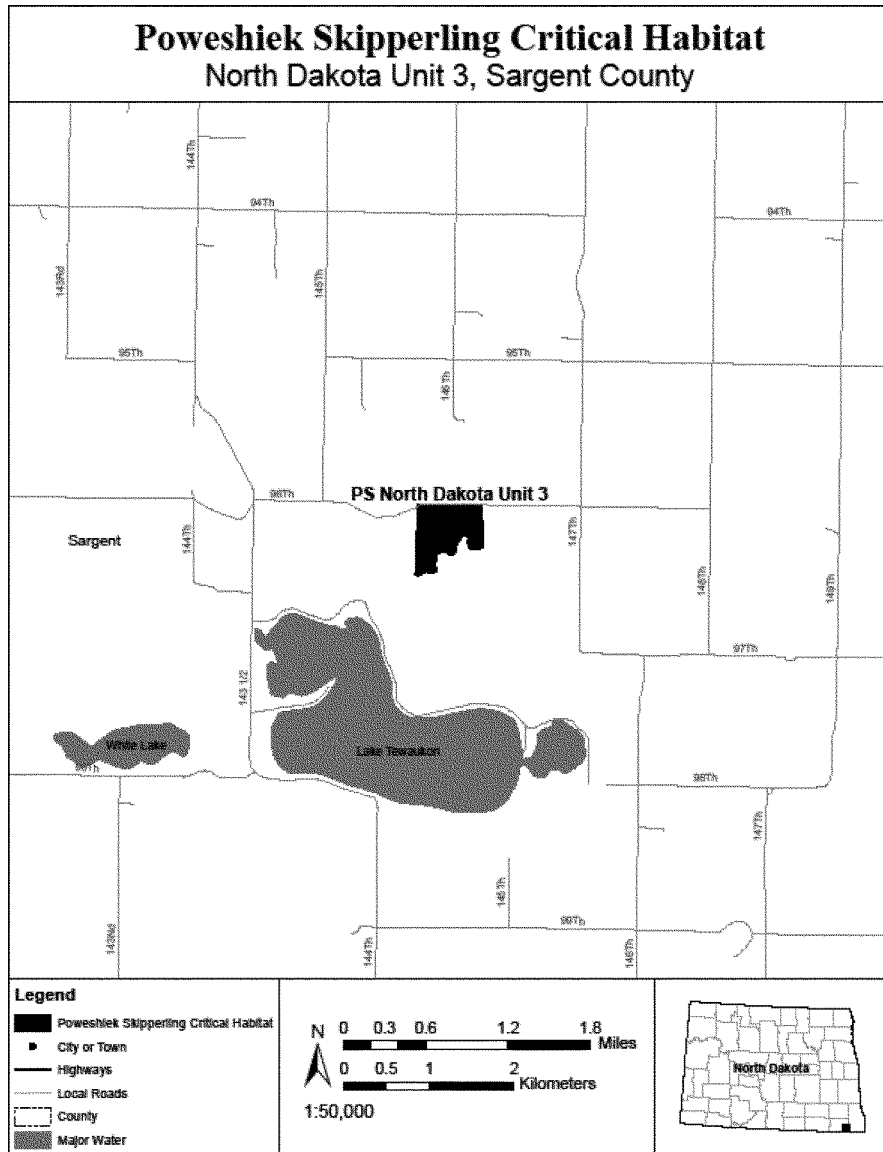 Poweshiek Skipperling Critical Habitat
North Dakota Unit 3, Sargent County
144Th
94Th
94Th
143Rd
145Th
95Th
95Th
146Th
96Th
PS North Dakota Unit 3
Sargent
144Th
147Th
148Th
149Th
97Th
143 1/2
White Lake
Lake Tewaukon
98Th
147Th
145Th
99Th
143Rd
144Th
146Th
Legend
Poweshiek Skipperling Critical Habitat
City or Town
Highways
Local Roads
County
Major Water
N
0 0.3 0.6 1.2 1.8
Miles
0 0.5 1 2
Kilometers
1:50,000
North Dakota